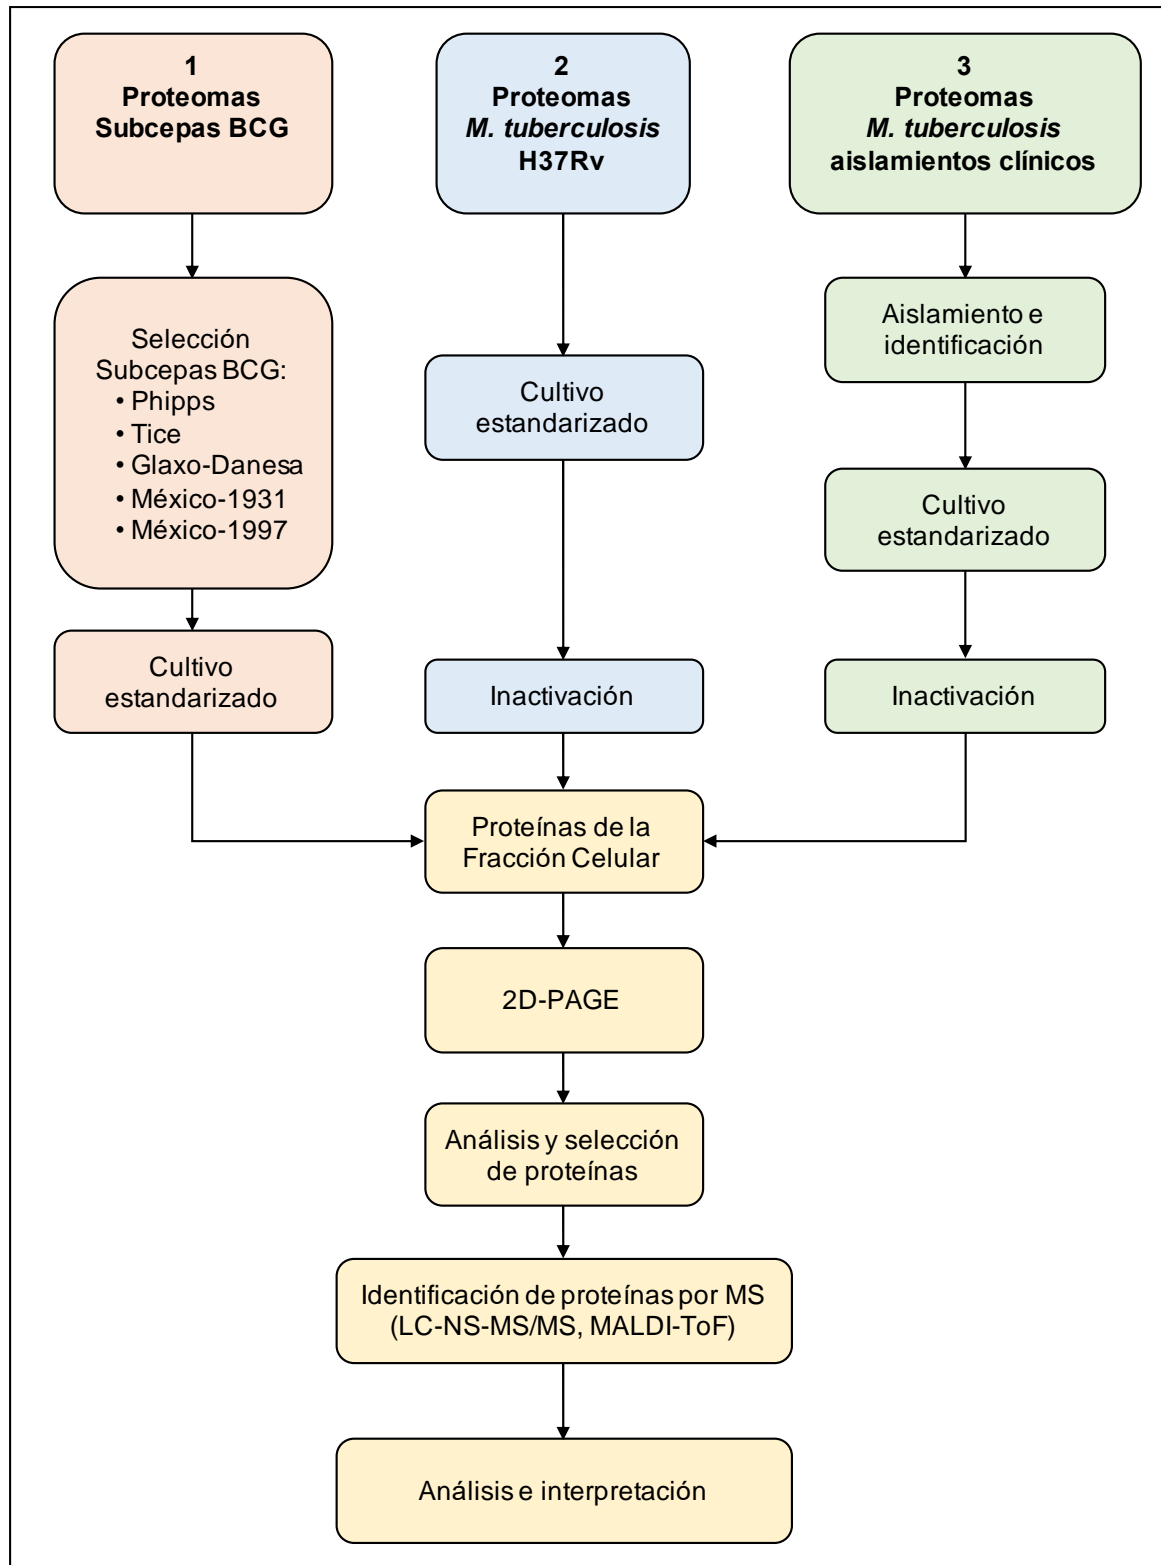 1
Proteomas
Subcepas BCG
2
Proteomas
M. tuberculosis
H37Rv
3
Proteomas
M. tuberculosis
aislamientos clínicos
Selección
Subcepas BCG:
• Phipps
• Tice
• Glaxo-Danesa
• México-1931
• México-1997
Cultivo
estandarizado
Cultivo
estandarizado
Inactivación
Aislamiento e
identificación
Cultivo
estandarizado
Inactivación
Proteínas de la
Fracción Celular
2D-PAGE
Análisis y selección
de proteínas
Identificación de proteínas por MS
(LC-NS-MS/MS, MALDI-ToF)
Análisis e interpretación